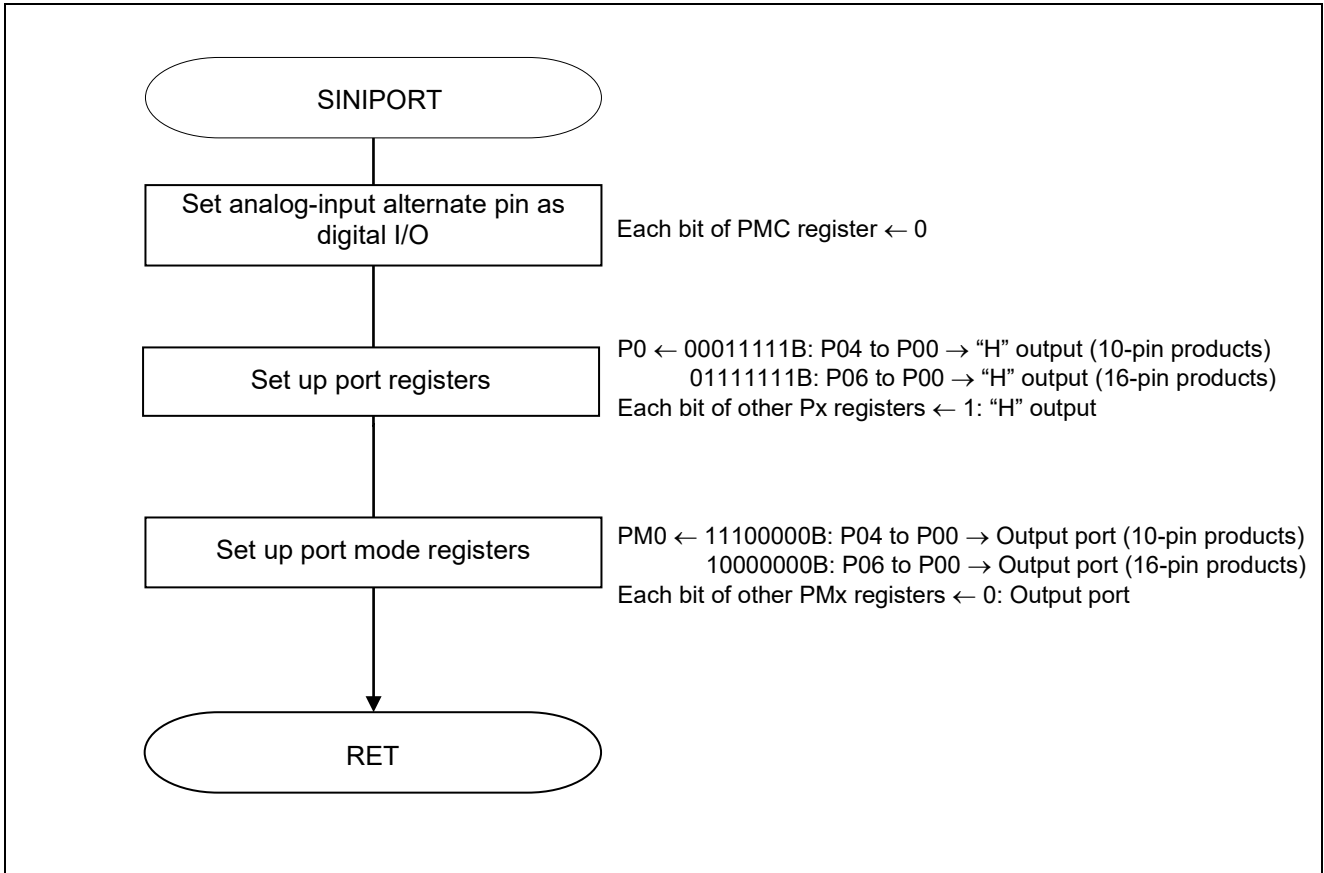 SINIPORT
Set analog-input alternate pin as
digital I/O
Each bit of PMC register ← 0
Set up port registers
P0 ← 00011111B: P04 to P00 → “H” output (10-pin products)
01111111B: P06 to P00 → “H” output (16-pin products)
Each bit of other Px registers ← 1: “H” output
Set up port mode registers
PM0 ← 11100000B: P04 to P00 → Output port (10-pin products)
10000000B: P06 to P00 → Output port (16-pin products)
Each bit of other PMx registers ← 0: Output port
RET